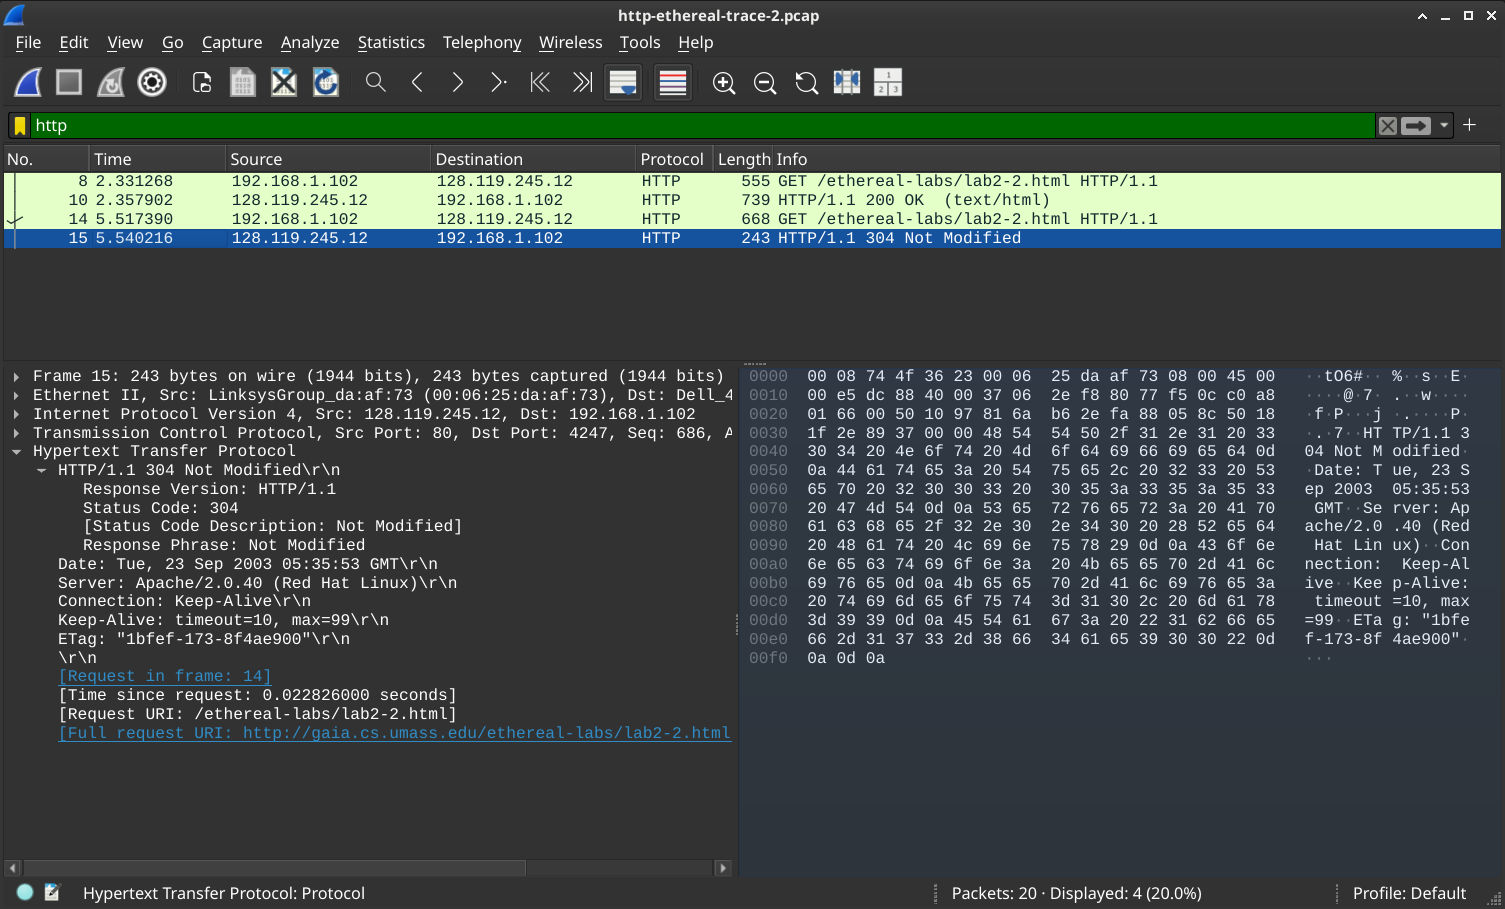 http-ethereal-trace-2.pcap
File Edit View Go Capture Analyze Statistics Telephony Wireless Tools Help
http
No. Time Source Destination Protocol Length Info
8 2.331268 192.168.1.102 128.119.245.12 HTTP 555 GET /ethereal-labs/lab2-2.html HTTP/1.1
10 2.357902 128.119.245.12 192.168.1.102 HTTP 739 HTTP/1.1 200 OK (text/html)
14 5.517390 192.168.1.102 128.119.245.12 HTTP 668 GET /ethereal-labs/lab2-2.html HTTP/1.1
15 5.540216 128.119.245.12 192.168.1.102 HTTP 243 HTTP/1.1 304 Not Modified
Frame 15: 243 bytes on wire (1944 bits), 243 bytes captured (1944 bits)
Ethernet II, Src: LinksysGroup_da:af:73 (00:06:25:da:af:73), Dst: Dell_4
Internet Protocol Version 4, Src: 128.119.245.12, Dst: 192.168.1.102
Transmission Control Protocol, Src Port: 80, Dst Port: 4247, Seq: 686, A
Hypertext Transfer Protocol
HTTP/1.1 304 Not Modified\r\n
Response Version: HTTP/1.1
Status Code: 304
[Status Code Description: Not Modified]
Response Phrase: Not Modified
Date: Tue, 23 Sep 2003 05:35:53 GMT\r\n
Server: Apache/2.0.40 (Red Hat Linux)\r\n
Connection: Keep-Alive\r\n
Keep-Alive: timeout=10, max=99\r\n
ETag: "1bfef-173-8f4ae900"\r\n
\r\n
[Request in frame: 14]
[Time since request: 0.022826000 seconds]
[Request URI: /ethereal-labs/lab2-2.html]
[Full request URI: http://gaia.cs.umass.edu/ethereal-labs/lab2-2.html
0000 00 08 74 4f 36 23 00 06 25 da af 73 08 00 45 00 ··tO6#·· %··s··E·
0010 00 e5 dc 88 40 00 37 06 2e f8 80 77 f5 0c c0 a8 ····@·7· .··w····
0020 01 66 00 50 10 97 81 6a b6 2e fa 88 05 8c 50 18 ·f·P···j ·.····P·
0030 1f 2e 89 37 00 00 48 54 54 50 2f 31 2e 31 20 33 ·.·7··HT TP/1.1 3
0040 30 34 20 4e 6f 74 20 4d 6f 64 69 66 69 65 64 0d 04 Not M odified·
0050 0a 44 61 74 65 3a 20 54 75 65 2c 20 32 33 20 53 ·Date: T ue, 23 S
0060 65 70 20 32 30 30 33 20 30 35 3a 33 35 3a 35 33 ep 2003 05:35:53
0070 20 47 4d 54 0d 0a 53 65 72 76 65 72 3a 20 41 70 GMT··Se rver: Ap
0080 61 63 68 65 2f 32 2e 30 2e 34 30 20 28 52 65 64 ache/2.0 .40 (Red
0090 20 48 61 74 20 4c 69 6e 75 78 29 0d 0a 43 6f 6e Hat Lin ux)··Con
00a0 6e 65 63 74 69 6f 6e 3a 20 4b 65 65 70 2d 41 6c nection: Keep-Al
00b0 69 76 65 0d 0a 4b 65 65 70 2d 41 6c 69 76 65 3a ive··Kee p-Alive:
00c0 20 74 69 6d 65 6f 75 74 3d 31 30 2c 20 6d 61 78 timeout =10, max
00d0 3d 39 39 0d 0a 45 54 61 67 3a 20 22 31 62 66 65 =99··ETa g: "1bfe
00e0 66 2d 31 37 33 2d 38 66 34 61 65 39 30 30 22 0d f-173-8f 4ae900"·
00f0 0a 0d 0a ···
Hypertext Transfer Protocol: Protocol
Packets: 20 · Displayed: 4 (20.0%)
Profile: Default